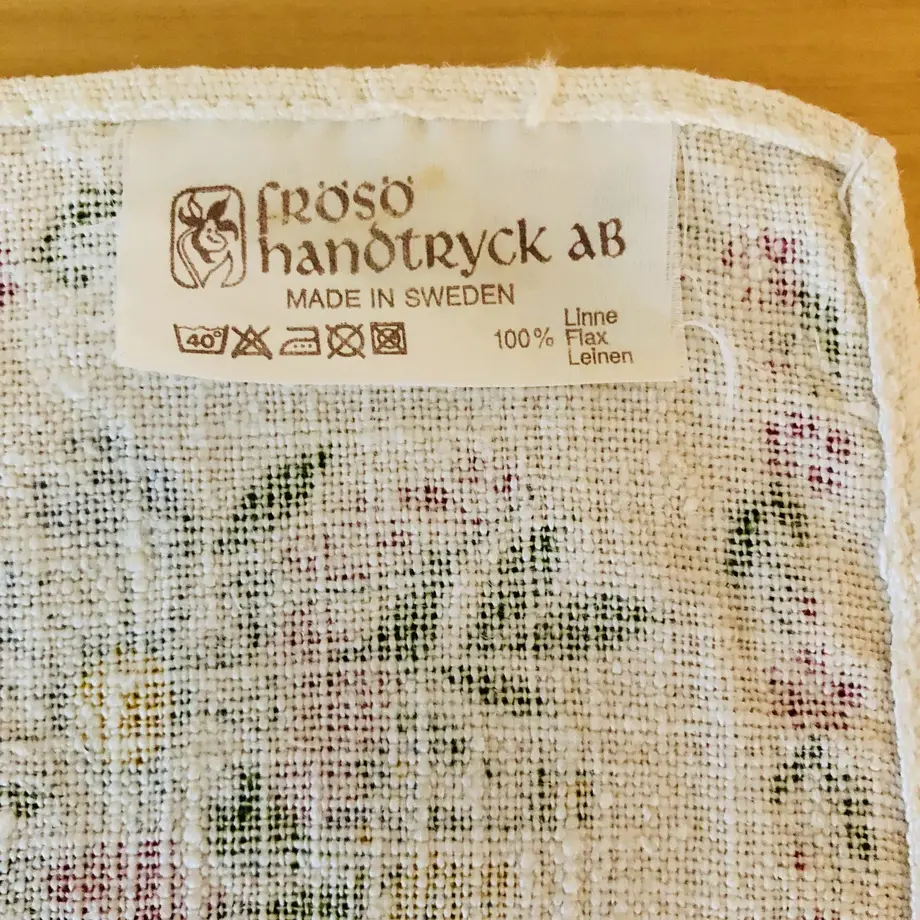 fRÖSÖ
handtRyck aB
MADE IN SWEDEN
40°
100% Linne
Flax
Leinen